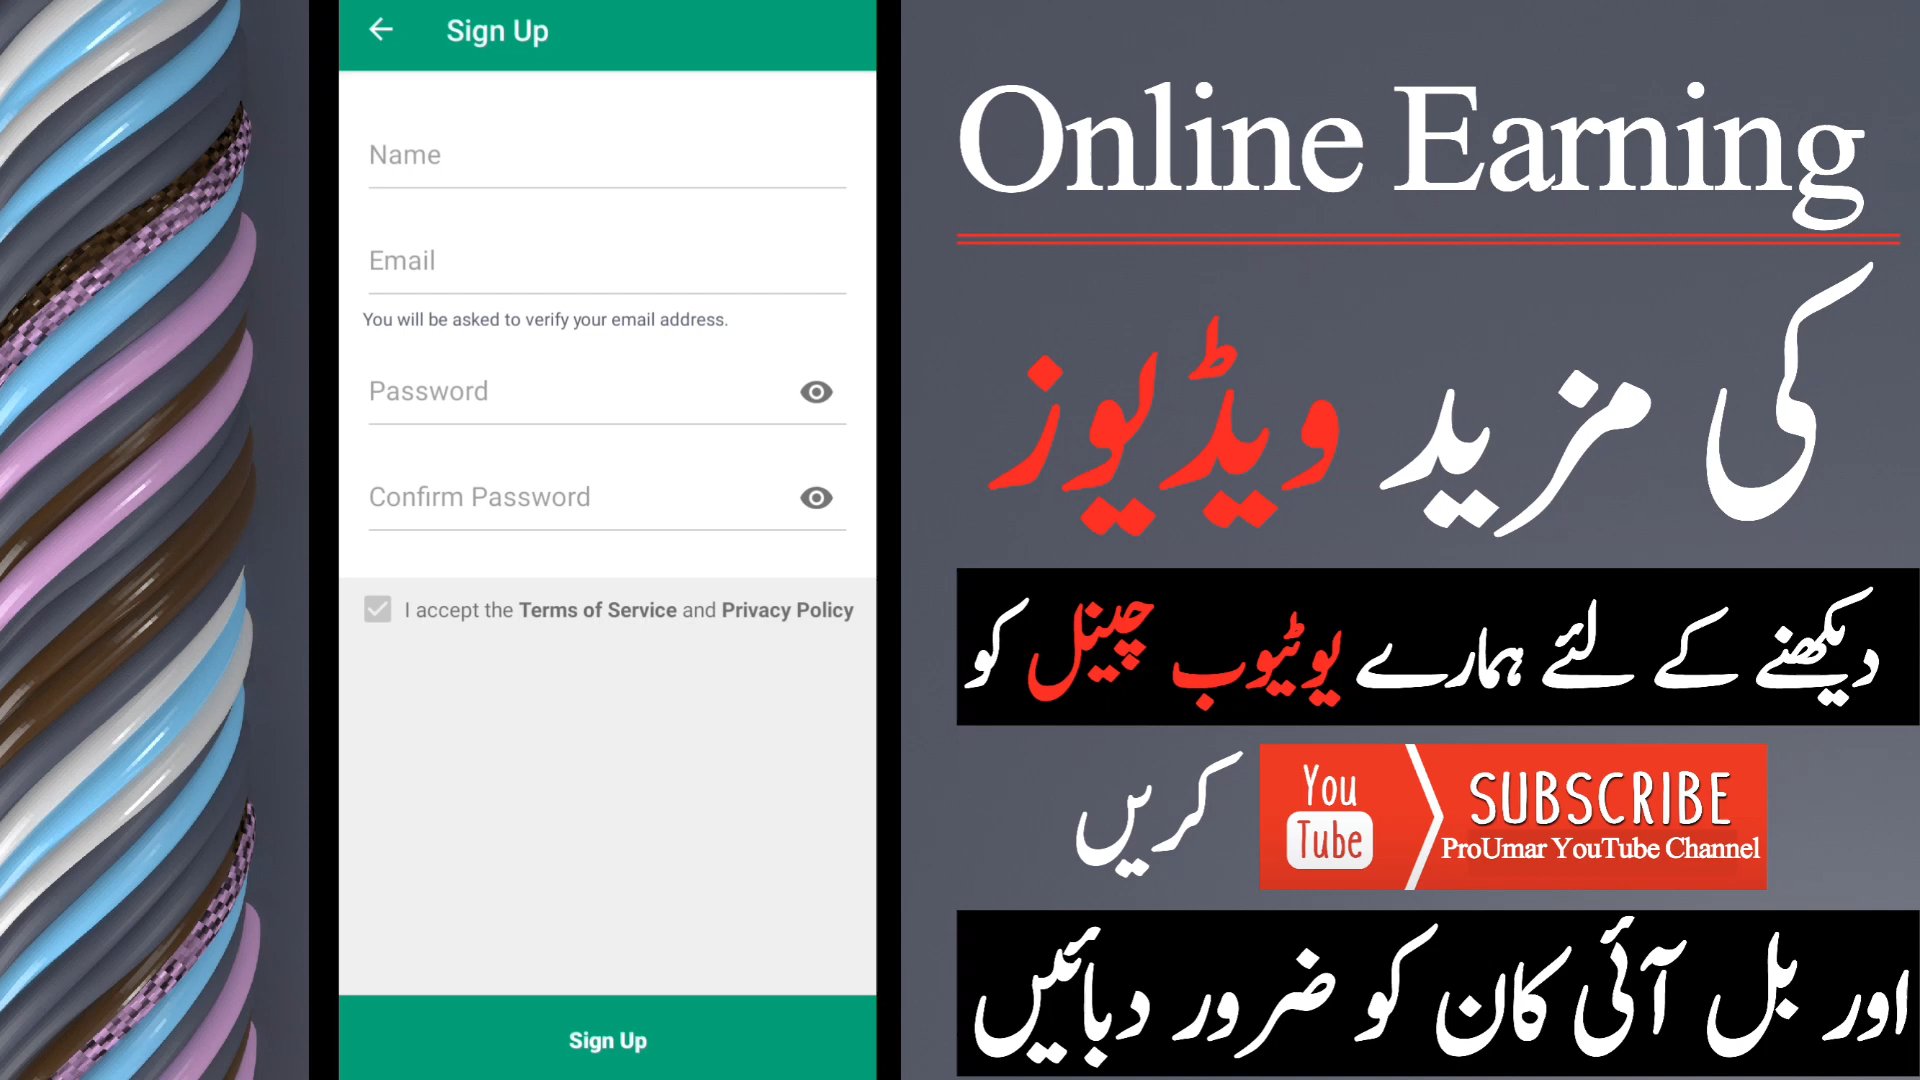 Sign Up
Name
Email
You will be asked to verify your email address.
Password
Confirm Password
I accept the Terms of Service and Privacy Policy
Sign Up
Online Earning
کی مزید ویڈیوز
دیکھنے کے لئے ہمارے یوٹیوب چینل کو
You Tube SUBSCRIBE کریں
ProUmar YouTube Channel
اور بل آئی کان کو ضرور دبائیں